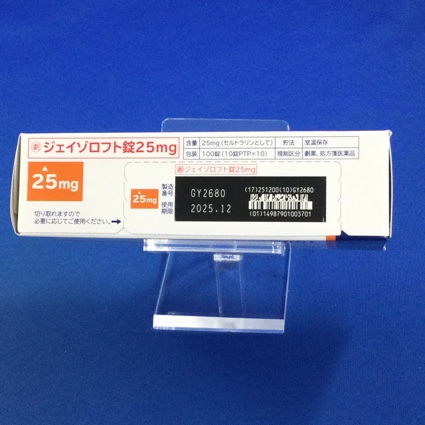 劇 ジェイゾロフト錠25mg
含量 25mg(セルトラリンとして) 貯法 室温保存
包装 100錠(10錠PTP×10) 規制区分 劇薬、処方箋医薬品
25mg
切り取れますので
必要に応じてご使用ください。
劇 ジェイゾロフト錠25mg
25mg
製造番号 GY2680
使用期限 2025.12
(17)251200(10)GY2680
(01)14987901003701